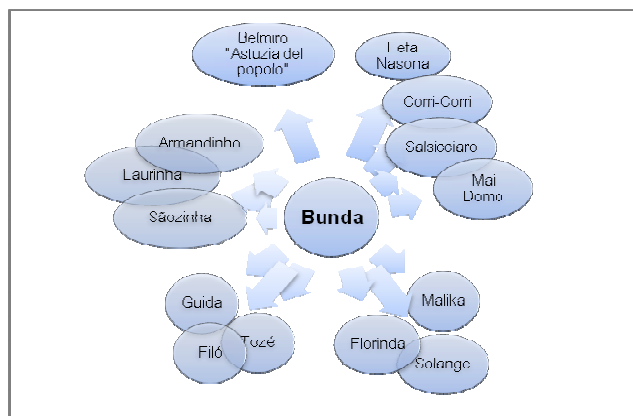 Belmiro
"Astuzia del
popolo"
Nasona
Corri-Corri
Armandinho
Salsicciaro
Laurinha
Mai
Domo
Sãozinha
Bunda
Guida
Malika
Tozé
Florinda
Filó
Solange